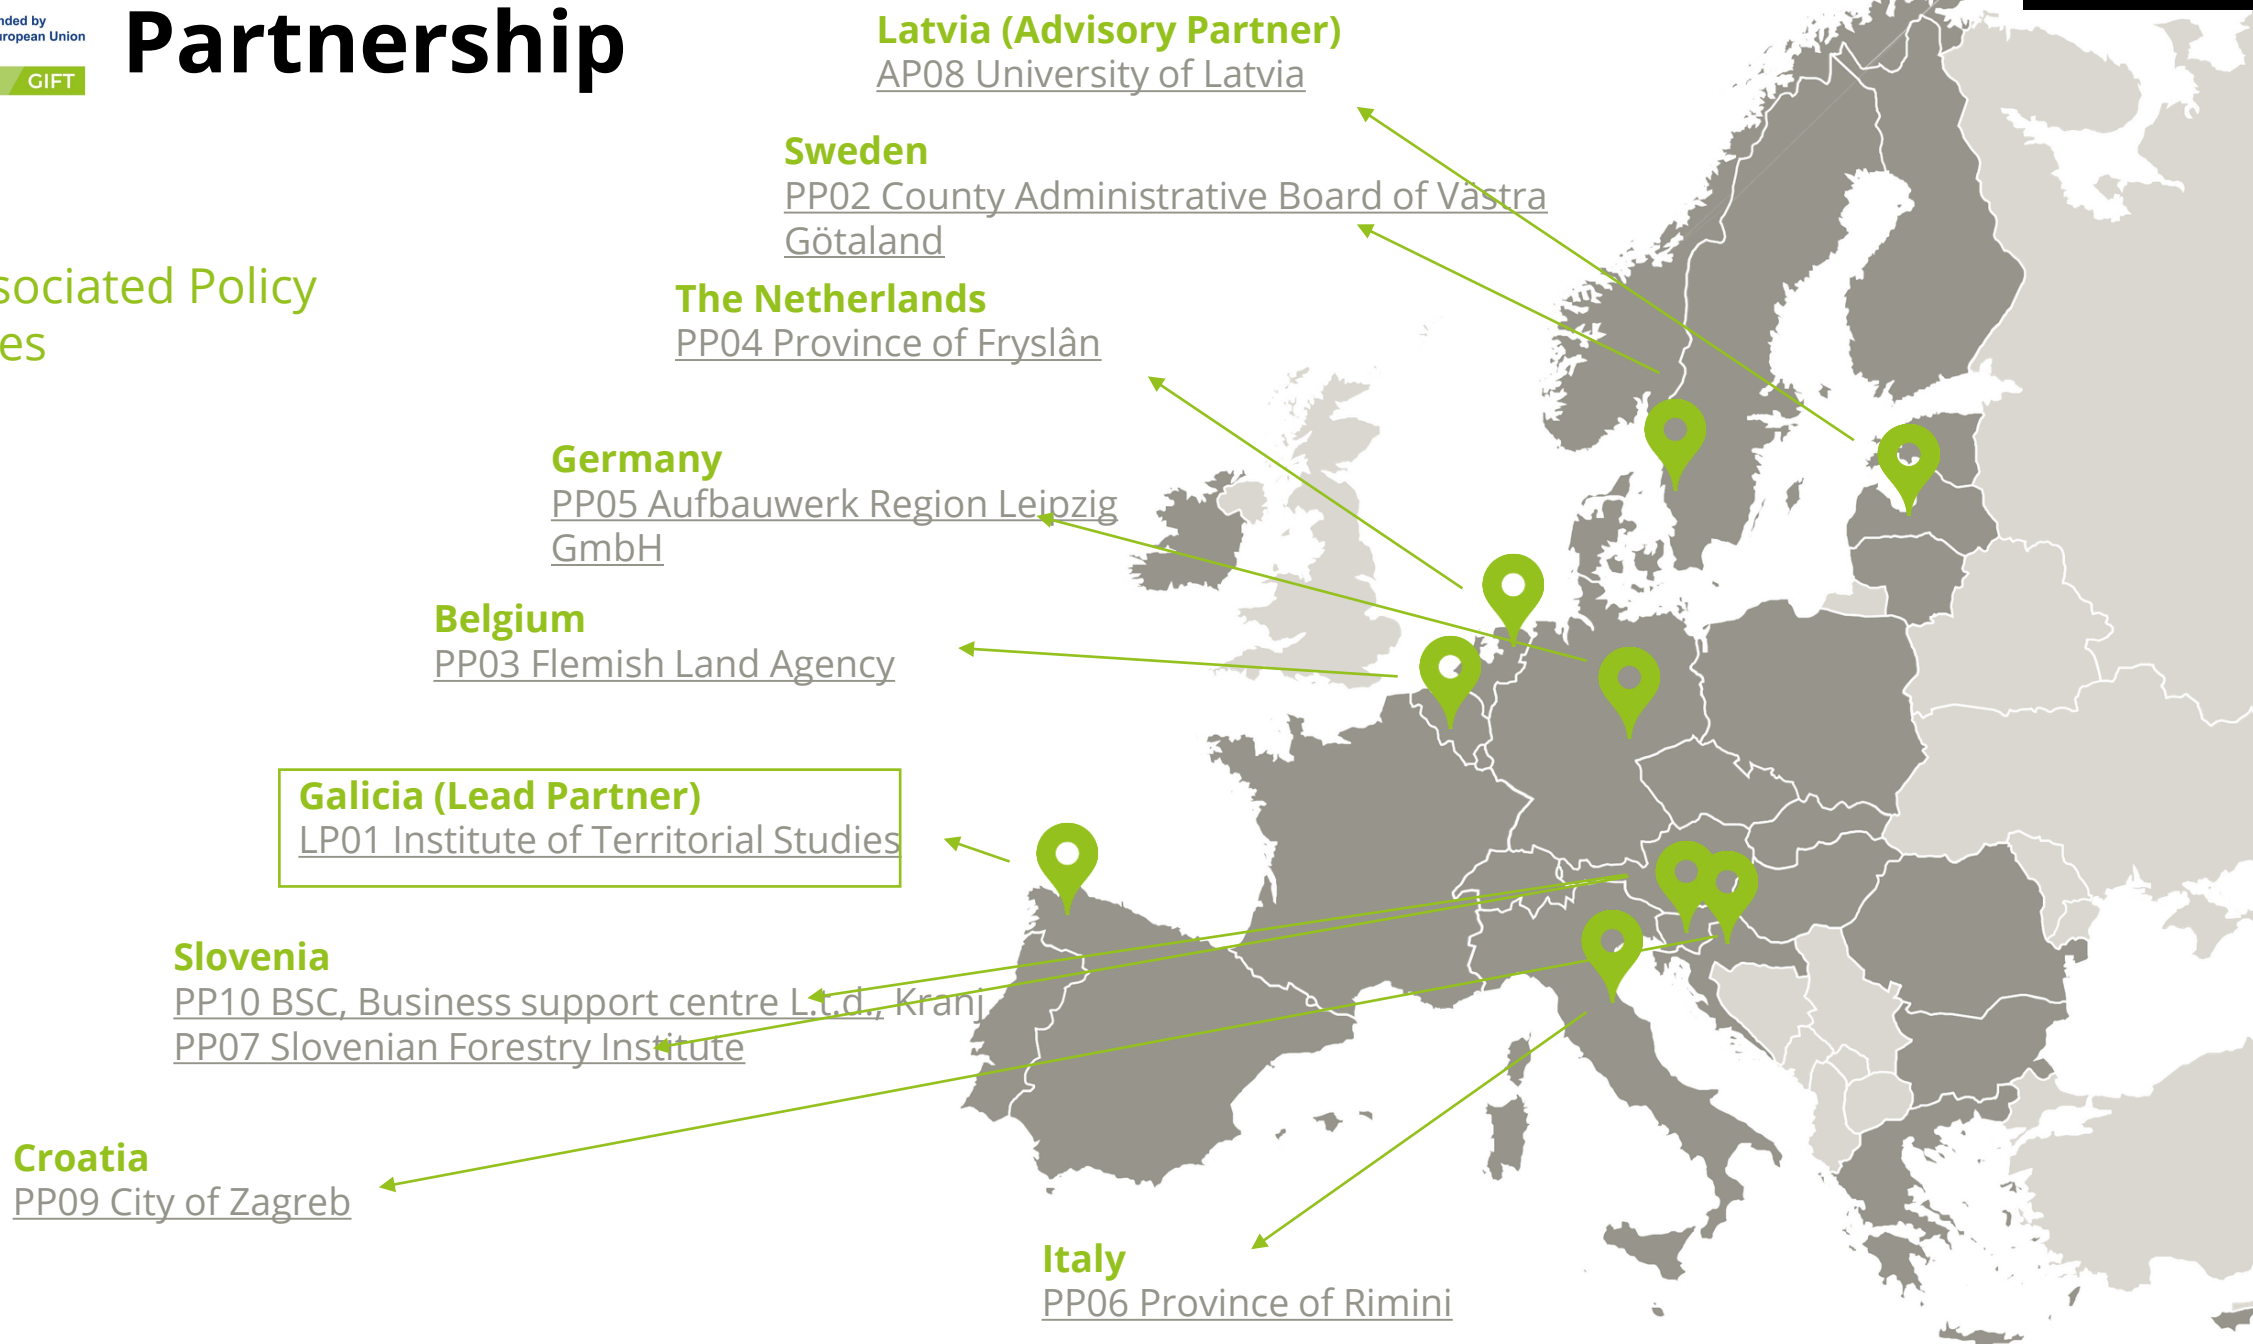 Partnership
GIFT
Policy
Latvia (Advisory Partner)
AP08 University of Latvia
Sweden
PP02 County Administrative Board of Västra
Götaland
The Netherlands
PP04 Province of Fryslân
Germany
PP05 Aufbauwerk Region Leipzig
GmbH
Belgium
PP03 Flemish Land Agency
Galicia (Lead Partner)
LP01 Institute of Territorial Studies
Slovenia
PP10 BSC, Business support centre L.t.d., Kranj
PP07 Slovenian Forestry Institute
Croatia
PP09 City of Zagreb
Italy
PP06 Province of Rimini